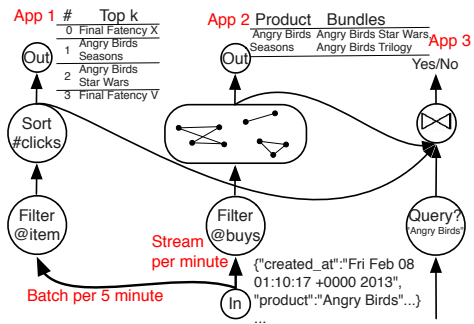 App 1
# Top k
0 Final Fatency X
1 Angry Birds
Seasons
2 Angry Birds
Star Wars
3 Final Fatency V
Out
Sort
#clicks
Filter
@item
Batch per 5 minute
App 2
Product Bundles
Angry Birds Angry Birds Star Wars,
Seasons Angry Birds Trilogy
Out
Filter
@buys
Stream
per minute
In
App 3
Yes/No
Query?
"Angry Birds"
{"created_at":"Fri Feb 08
01:10:17 +0000 2013",
"product":"Angry Birds"...}
...